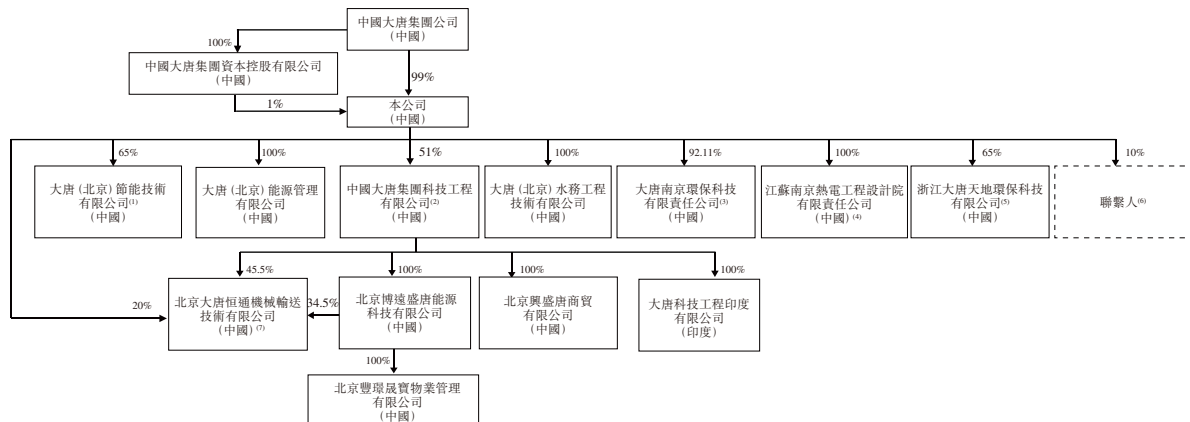 中國大唐集團公司
(中國)
100%
中國大唐集團資本控股有限公司
(中國)
99%
1%
本公司
(中國)
65%
100%
51%
100%
92.11%
100%
65%
10%
大唐 (北京) 節能技術
有限公司(1)
(中國)
大唐 (北京) 能源管理
有限公司
(中國)
中國大唐集團科技工程
有限公司(2)
(中國)
大唐 (北京) 水務工程
技術有限公司
(中國)
大唐南京環保科技
有限責任公司(3)
(中國)
江蘇南京熱電工程設計院
有限責任公司
(中國) (4)
浙江大唐天地環保科技
有限公司(5)
(中國)
聯繫人(6)
45.5%
100%
100%
100%
20%
北京大唐恒通機械輸送
技術有限公司
(中國) (7)
34.5%
北京博遠盛唐能源
科技有限公司
(中國)
北京興盛唐商貿
有限公司
(中國)
大唐科技工程印度
有限公司
(印度)
100%
北京豐璟晟寶物業管理
有限公司
(中國)